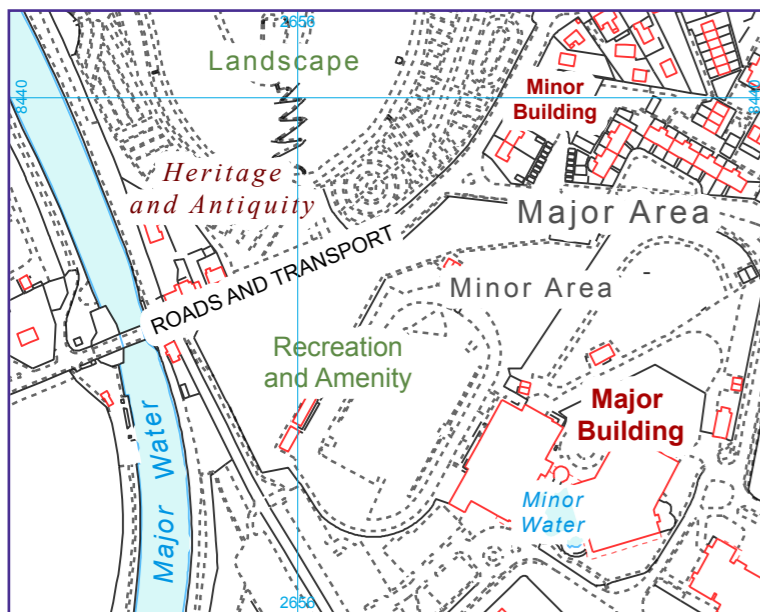 2656
Landscape
8440
8440
Minor
Building
Heritage
and Antiquity
Major Area
ROADS AND TRANSPORT
Minor Area
Recreation
and Amenity
Major
Building
Major Water
Minor
Water
2656